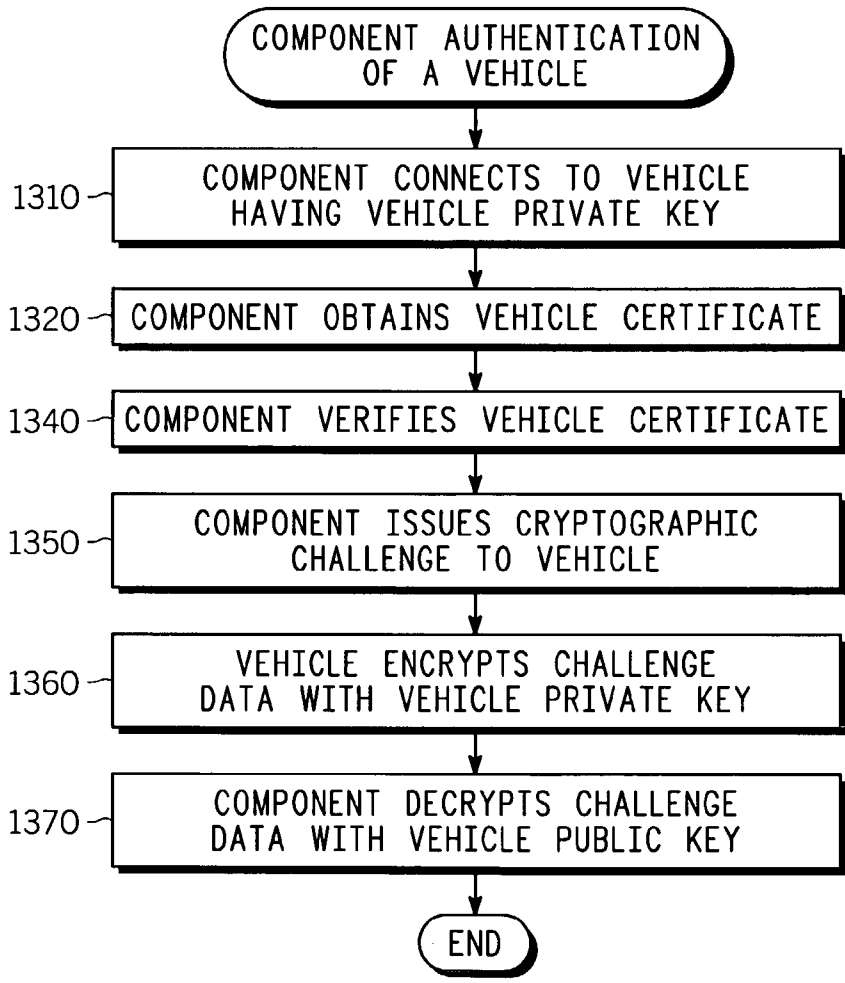 COMPONENT AUTHENTICATION
OF A VEHICLE
1310
COMPONENT CONNECTS TO VEHICLE
HAVING VEHICLE PRIVATE KEY
1320
COMPONENT OBTAINS VEHICLE CERTIFICATE
1340
COMPONENT VERIFIES VEHICLE CERTIFICATE
1350
COMPONENT ISSUES CRYPTOGRAPHIC
CHALLENGE TO VEHICLE
1360
VEHICLE ENCRYPTS CHALLENGE
DATA WITH VEHICLE PRIVATE KEY
1370
COMPONENT DECRYPTS CHALLENGE
DATA WITH VEHICLE PUBLIC KEY
END